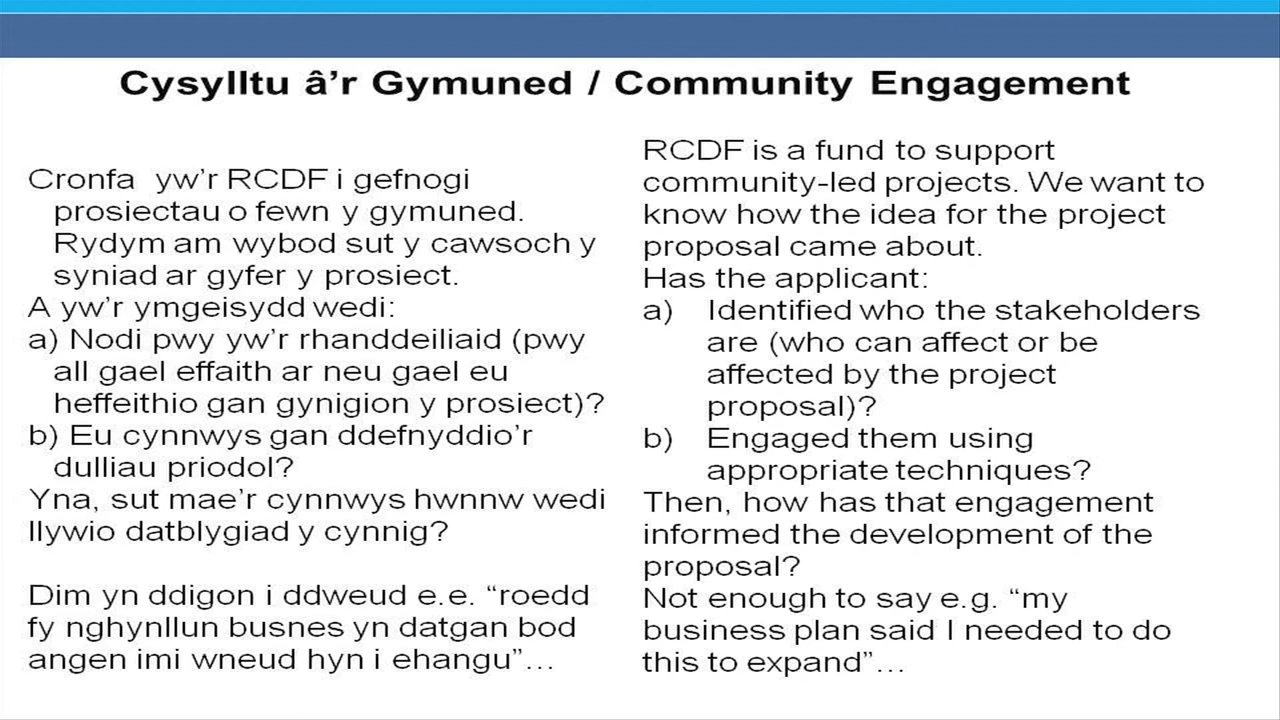 Cysylltu â’r Gymuned / Community Engagement
Cronfa yw’r RCDF i gefnogi
prosiectau o fewn y gymuned.
Rydym am wybod sut y cawsoch y
syniad ar gyfer y prosiect.
A yw’r ymgeisydd wedi:
a) Nodi pwy yw’r rhanddeiliaid (pwy
all gael effaith ar neu gael eu
heffeithio gan gynigion y prosiect)?
b) Eu cynnwys gan ddefnyddio’r
dulliau priodol?
Yna, sut mae’r cynnwys hwnnw wedi
llywio datblygiad y cynnig?
Dim yn ddigon i ddweud e.e. “roedd
fy nghynllun busnes yn datgan bod
angen imi wneud hyn i ehangu”...
RCDF is a fund to support
community-led projects. We want to
know how the idea for the project
proposal came about.
Has the applicant:
a) Identified who the stakeholders
are (who can affect or be
affected by the project
proposal)?
b) Engaged them using
appropriate techniques?
Then, how has that engagement
informed the development of the
proposal?
Not enough to say e.g. “my
business plan said I needed to do
this to expand”...